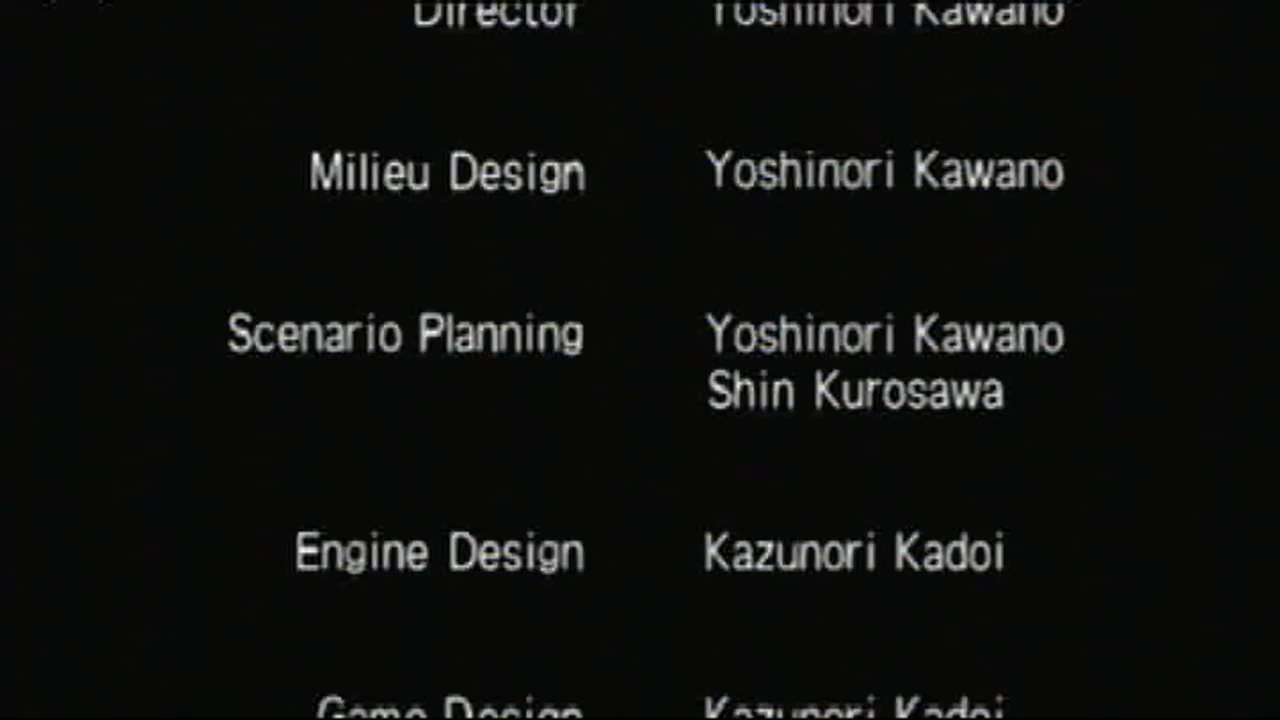 Director Yoshinori Kawano
Milieu Design Yoshinori Kawano
Scenario Planning Yoshinori Kawano
Shin Kurosawa
Engine Design Kazunori Kadoi
Game Design Kazunori Kadoi